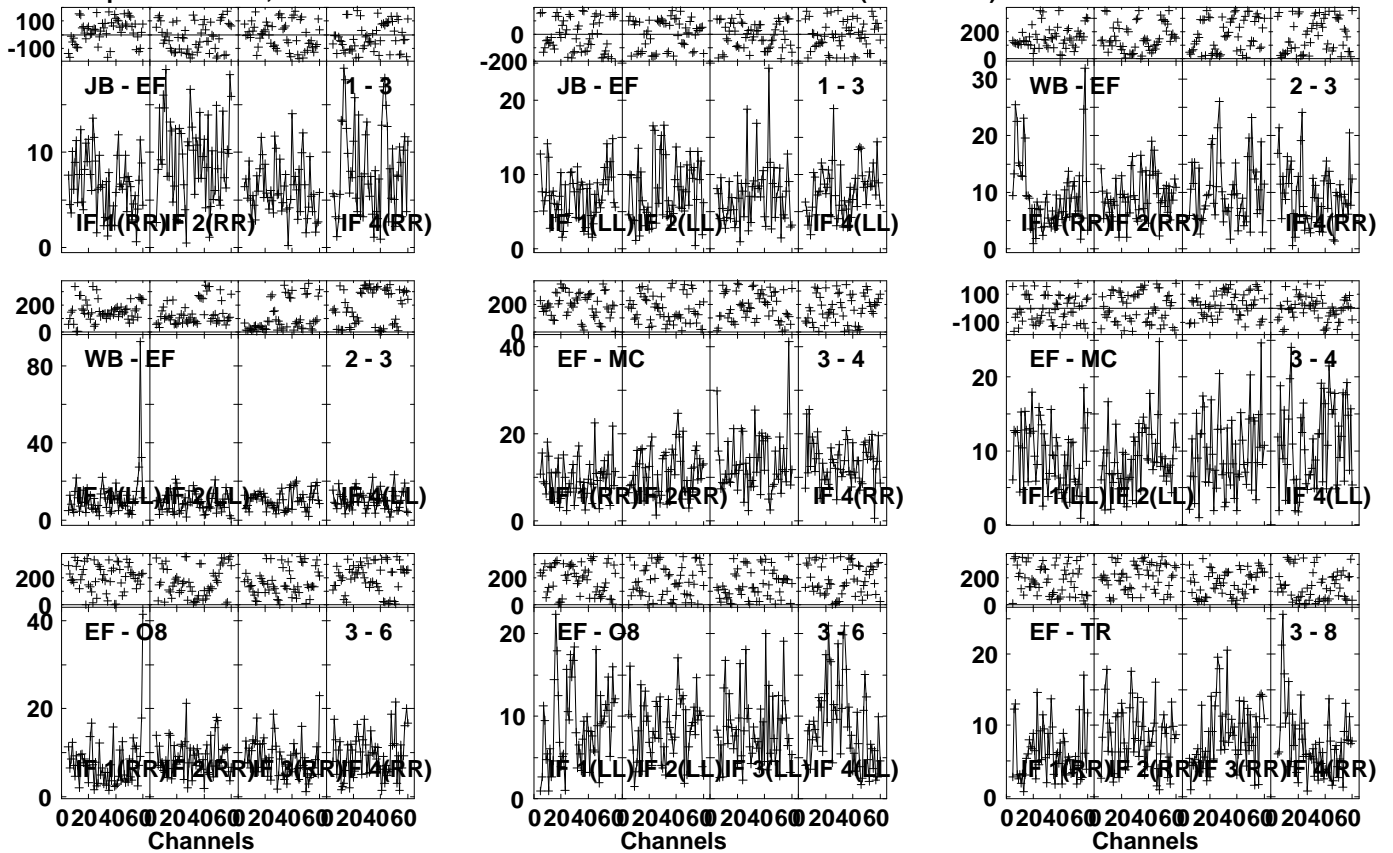 100
-100
JB - EF 1 - 3
10
0
IF 1(RR) IF 2(RR) IF 4(RR)
0
-200
JB - EF 1 - 3
20
10
0
IF 1(LL) IF 2(LL) IF 4(LL)
200
0
WB - EF 2 - 3
30
20
10
0
IF 1(RR) IF 2(RR) IF 4(RR)
200
0
WB - EF 2 - 3
80
40
0
IF 1(LL) IF 2(LL) IF 4(LL)
200
0
EF - MC 3 - 4
40
20
0
IF 1(RR) IF 2(RR) IF 4(RR)
100
-100
EF - MC 3 - 4
20
10
0
IF 1(LL) IF 2(LL) IF 4(LL)
200
0
EF - O8 3 - 6
40
20
0
IF 1(RR) IF 2(RR) IF 3(RR) IF 4(RR)
0 20 40 60 0 20 40 60 0 20 40 60 0 20 40 60
Channels
200
0
EF - O8 3 - 6
20
10
0
IF 1(LL) IF 2(LL) IF 3(LL) IF 4(LL)
0 20 40 60 0 20 40 60 0 20 40 60 0 20 40 60
Channels
200
0
EF - TR 3 - 8
20
10
0
IF 1(RR) IF 2(RR) IF 3(RR) IF 4(RR)
0 20 40 60 0 20 40 60 0 20 40 60 0 20 40 60
Channels